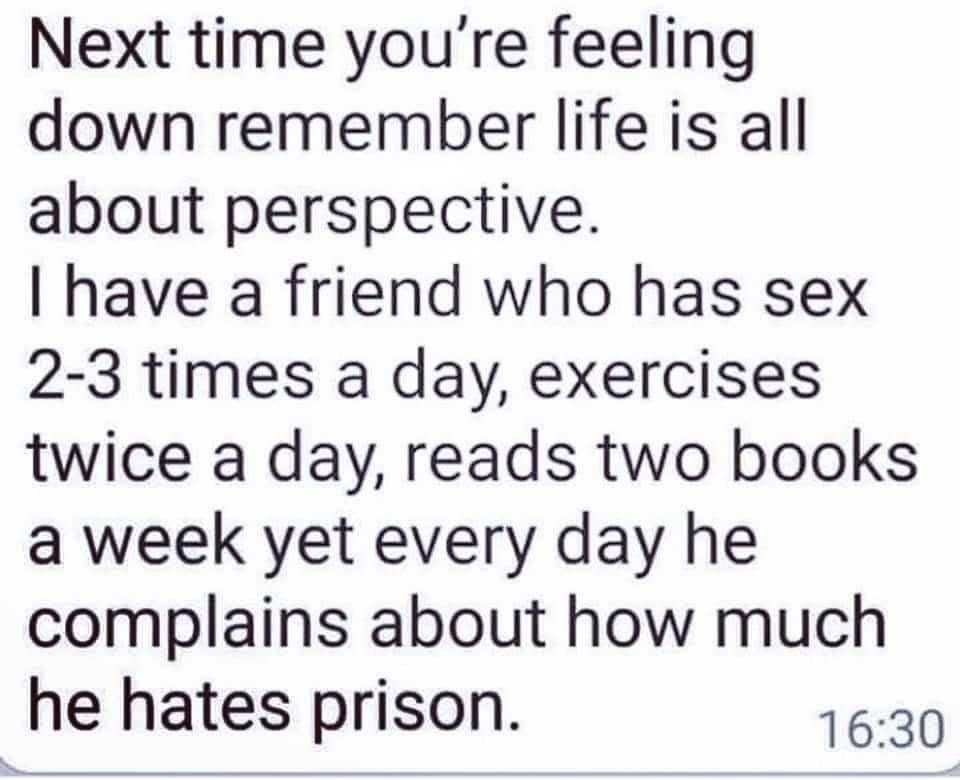 Next time you’re feeling
down remember life is all
about perspective.
I have a friend who has sex
2-3 times a day, exercises
twice a day, reads two books
a week yet every day he
complains about how much
he hates prison.
16:30